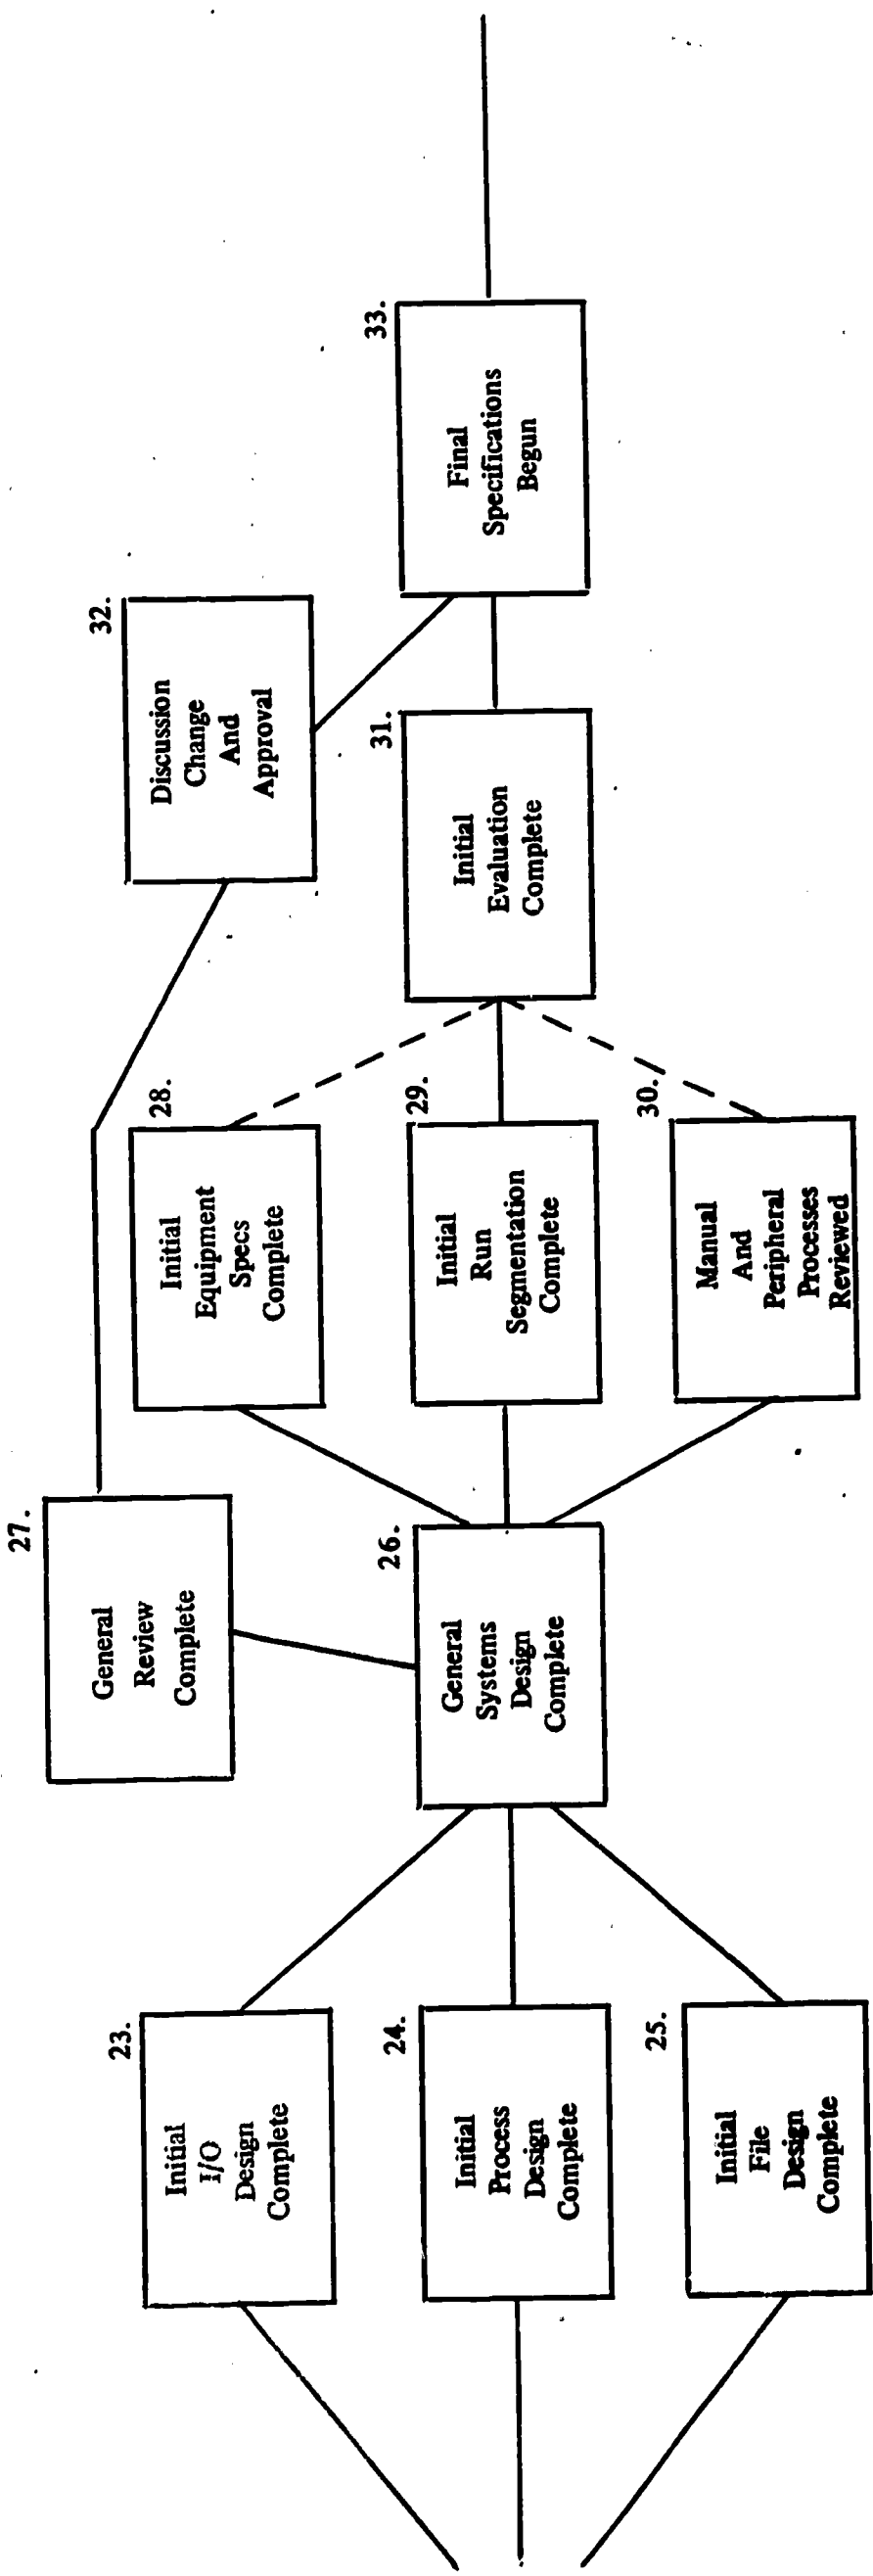 23.
Initial
I/O
Design
Complete
24.
Initial
Process
Design
Complete
25.
Initial
File
Design
Complete
26.
General
Systems
Design
Complete
27.
General
Review
Complete
28.
Initial
Equipment
Specs
Complete
29.
Initial
Run
Segmentation
Complete
30.
Manual
And
Peripheral
Processes
Reviewed
31.
Initial
Evaluation
Complete
32.
Discussion
Change
And
Approval
33.
Final
Specifications
Begun